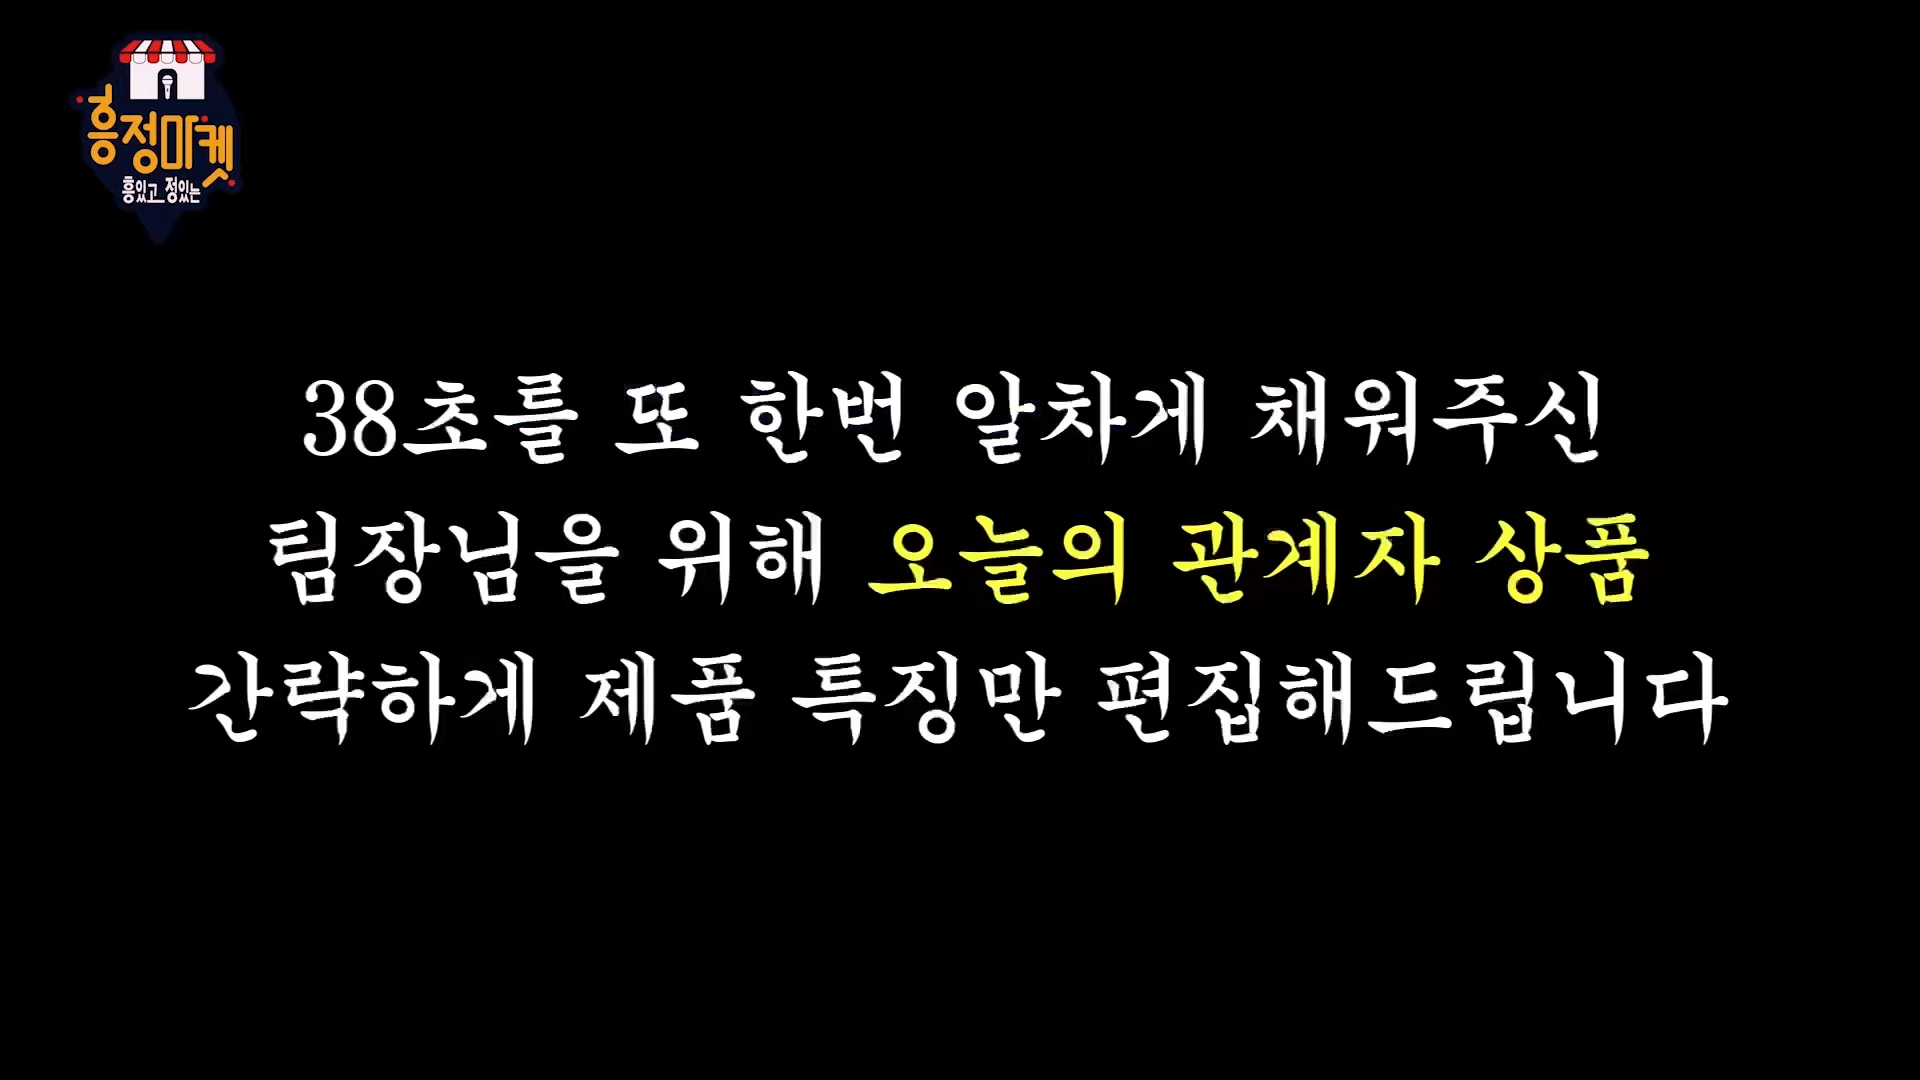 흥정마켓
흥있고 정있는
38초를 또 한번 알차게 채워주신
팀장님을 위해 오늘의 관계자 상품
간략하게 제품 특징만 편집해드립니다